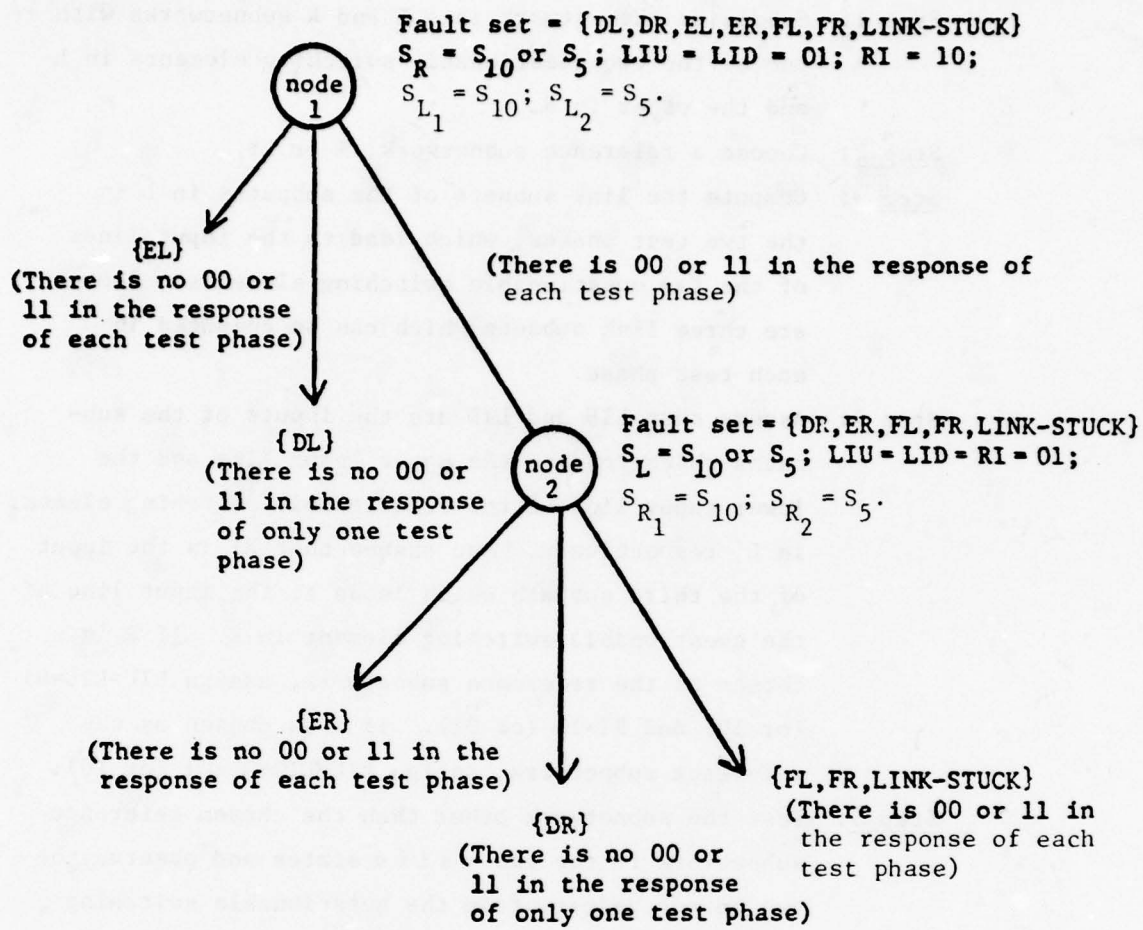 Fault set = {DL,DR,EL,ER,FL,FR,LINK-STUCK}
S_R = S_10 or S_5; LIU = LID = 01; RI = 10;
S_L_1 = S_10; S_L_2 = S_5.
node
1
{EL}
(There is no 00 or
11 in the response
of each test phase)
(There is 00 or 11 in the response of
each test phase)
{DL}
(There is no 00 or
11 in the response
of only one test
phase)
node
2
Fault set = {DR,ER,FL,FR,LINK-STUCK}
S_L = S_10 or S_5; LIU = LID = RI = 01;
S_R_1 = S_10; S_R_2 = S_5.
{ER}
(There is no 00 or 11 in the
response of each test phase)
{DR}
(There is no 00 or
11 in the response
of only one test phase)
{FL,FR,LINK-STUCK}
(There is 00 or 11 in
the response of each
test phase)